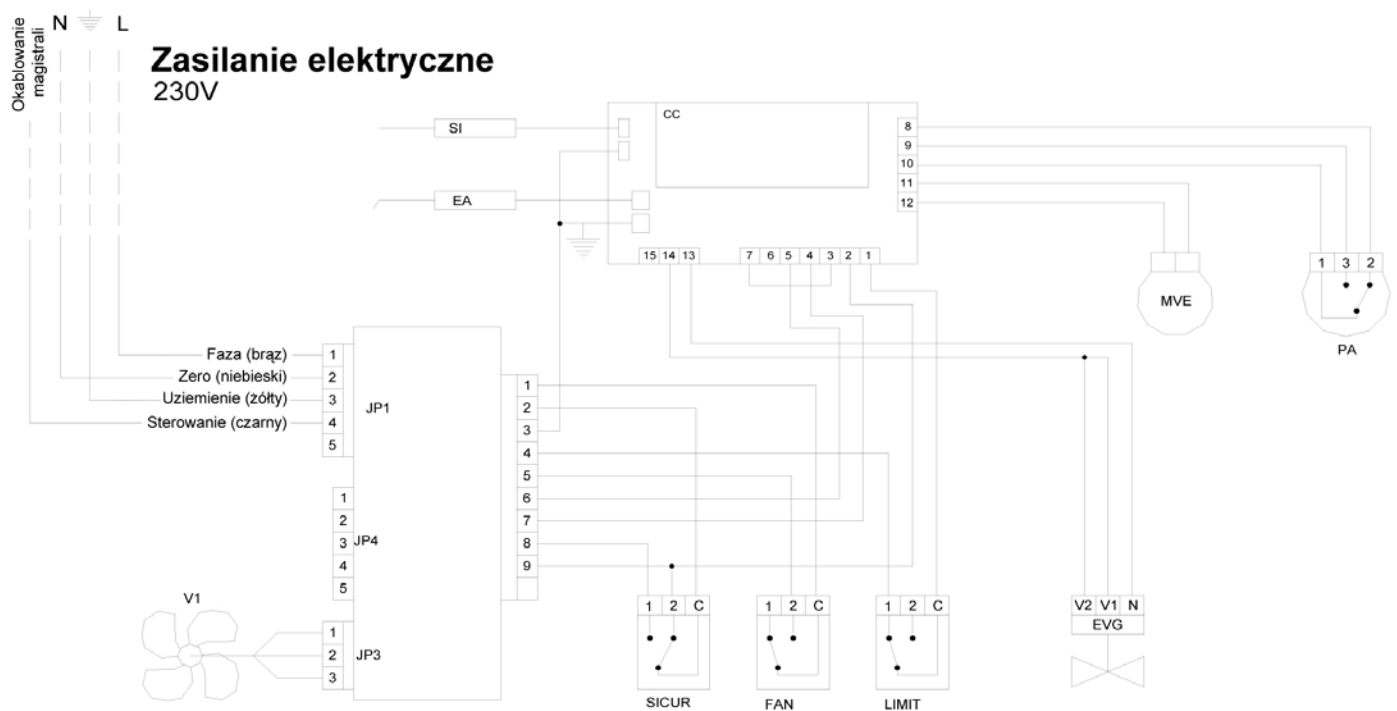 Okablowanie
magistrali
N L
Zasilanie elektryczne
230V
SI
EA
CC
8
9
10
11
12
15 14 13 7 6 5 4 3 2 1
MVE
1 3 2
PA
Faza (brąz)
Zero (niebieski)
Uziemienie (żółty)
Sterowanie (czarny)
1
2
3
4
5
JP1
1
2
3
4
5
JP4
1
2
3
JP3
V1
1
2
3
4
5
6
7
8
9
1 2 C
SICUR
1 2 C
FAN
1 2 C
LIMIT
V2 V1 N
EVG